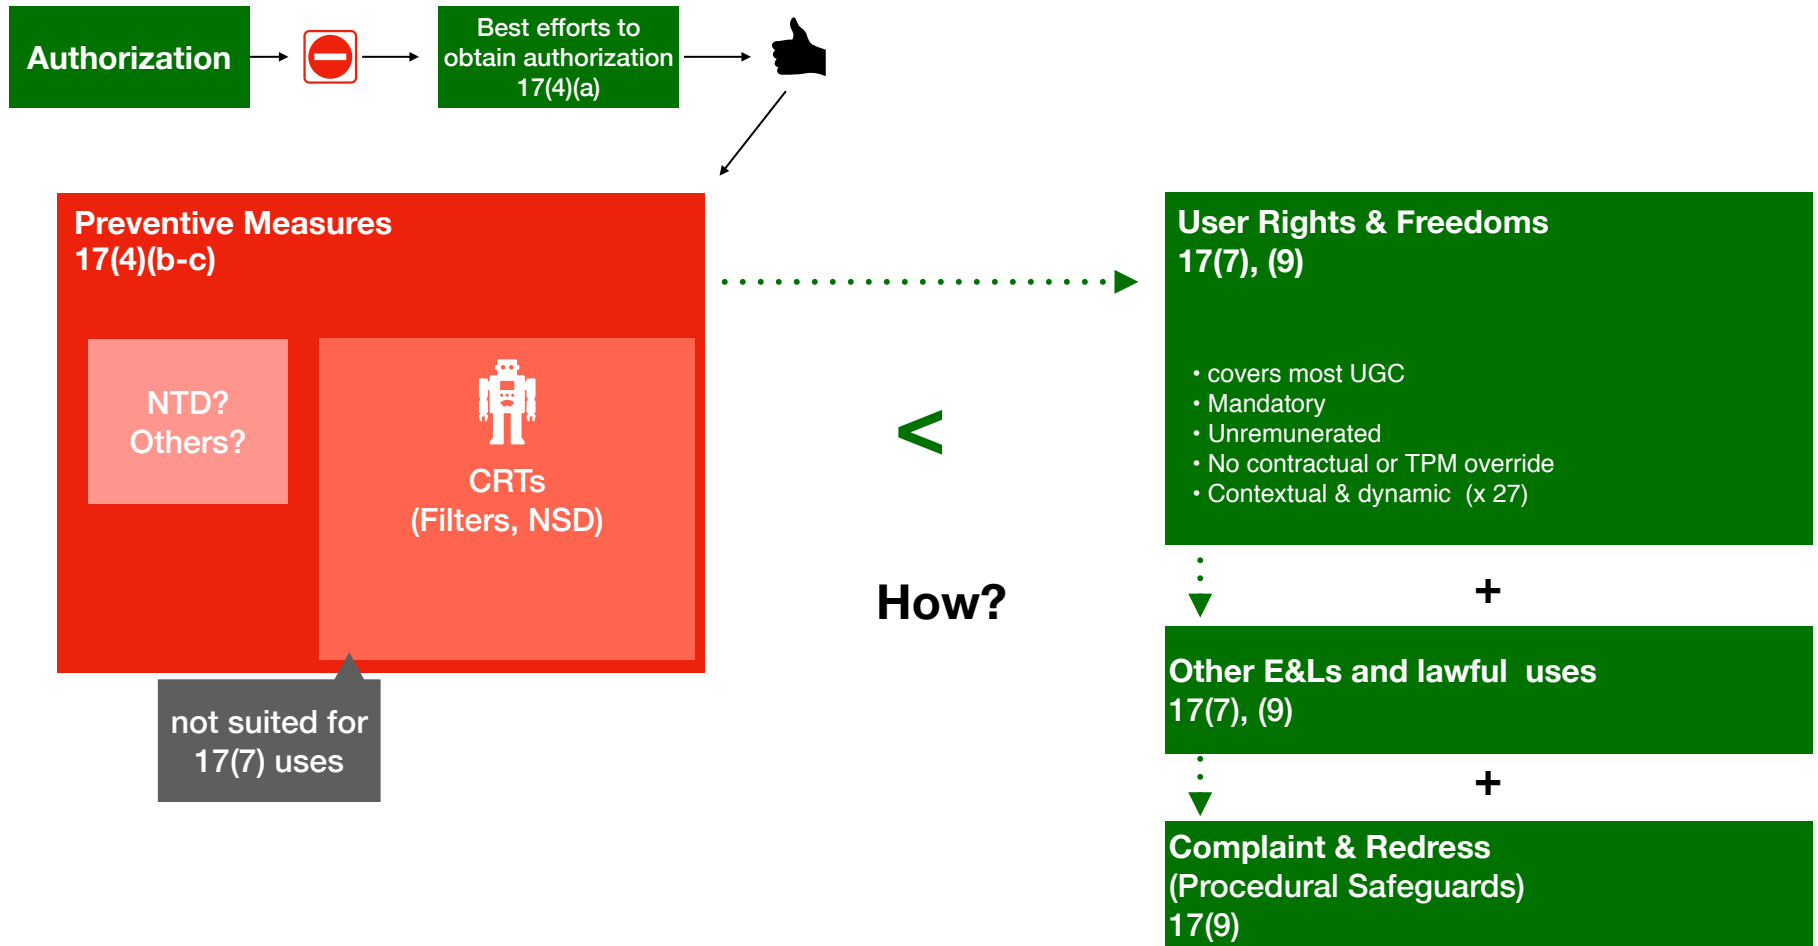 Authorization
Best efforts to
obtain authorization
17(4)(a)
Preventive Measures
17(4)(b-c)
NTD?
Others?
CRTs
(Filters, NSD)
not suited for
17(7) uses
<
How?
User Rights & Freedoms
17(7), (9)
• covers most UGC
• Mandatory
• Unremunerated
• No contractual or TPM override
• Contextual & dynamic (x 27)
+
Other E&Ls and lawful uses
17(7), (9)
+
Complaint & Redress
(Procedural Safeguards)
17(9)